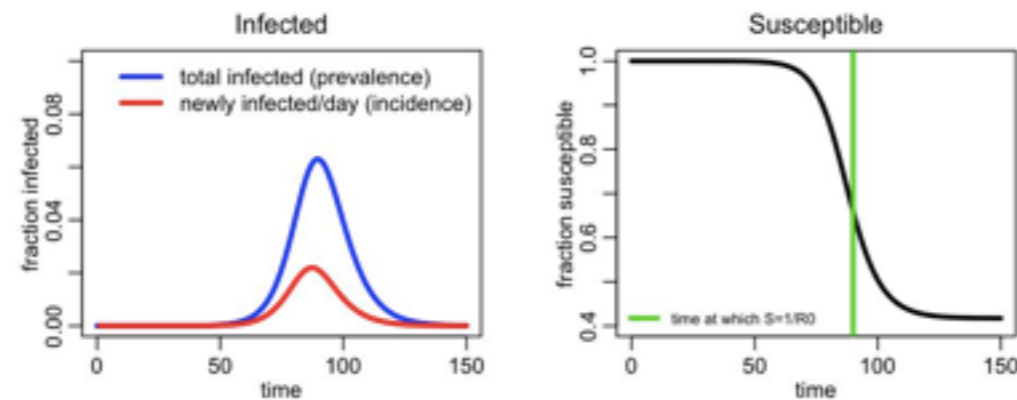 Infected
total infected (prevalence)
newly infected/day (incidence)
fraction infected
0.00
0.04
0.08
0
50
100
150
time
Susceptible
fraction susceptible
0.4
0.6
0.8
1.0
time at which S=1/R0
0
50
100
150
time